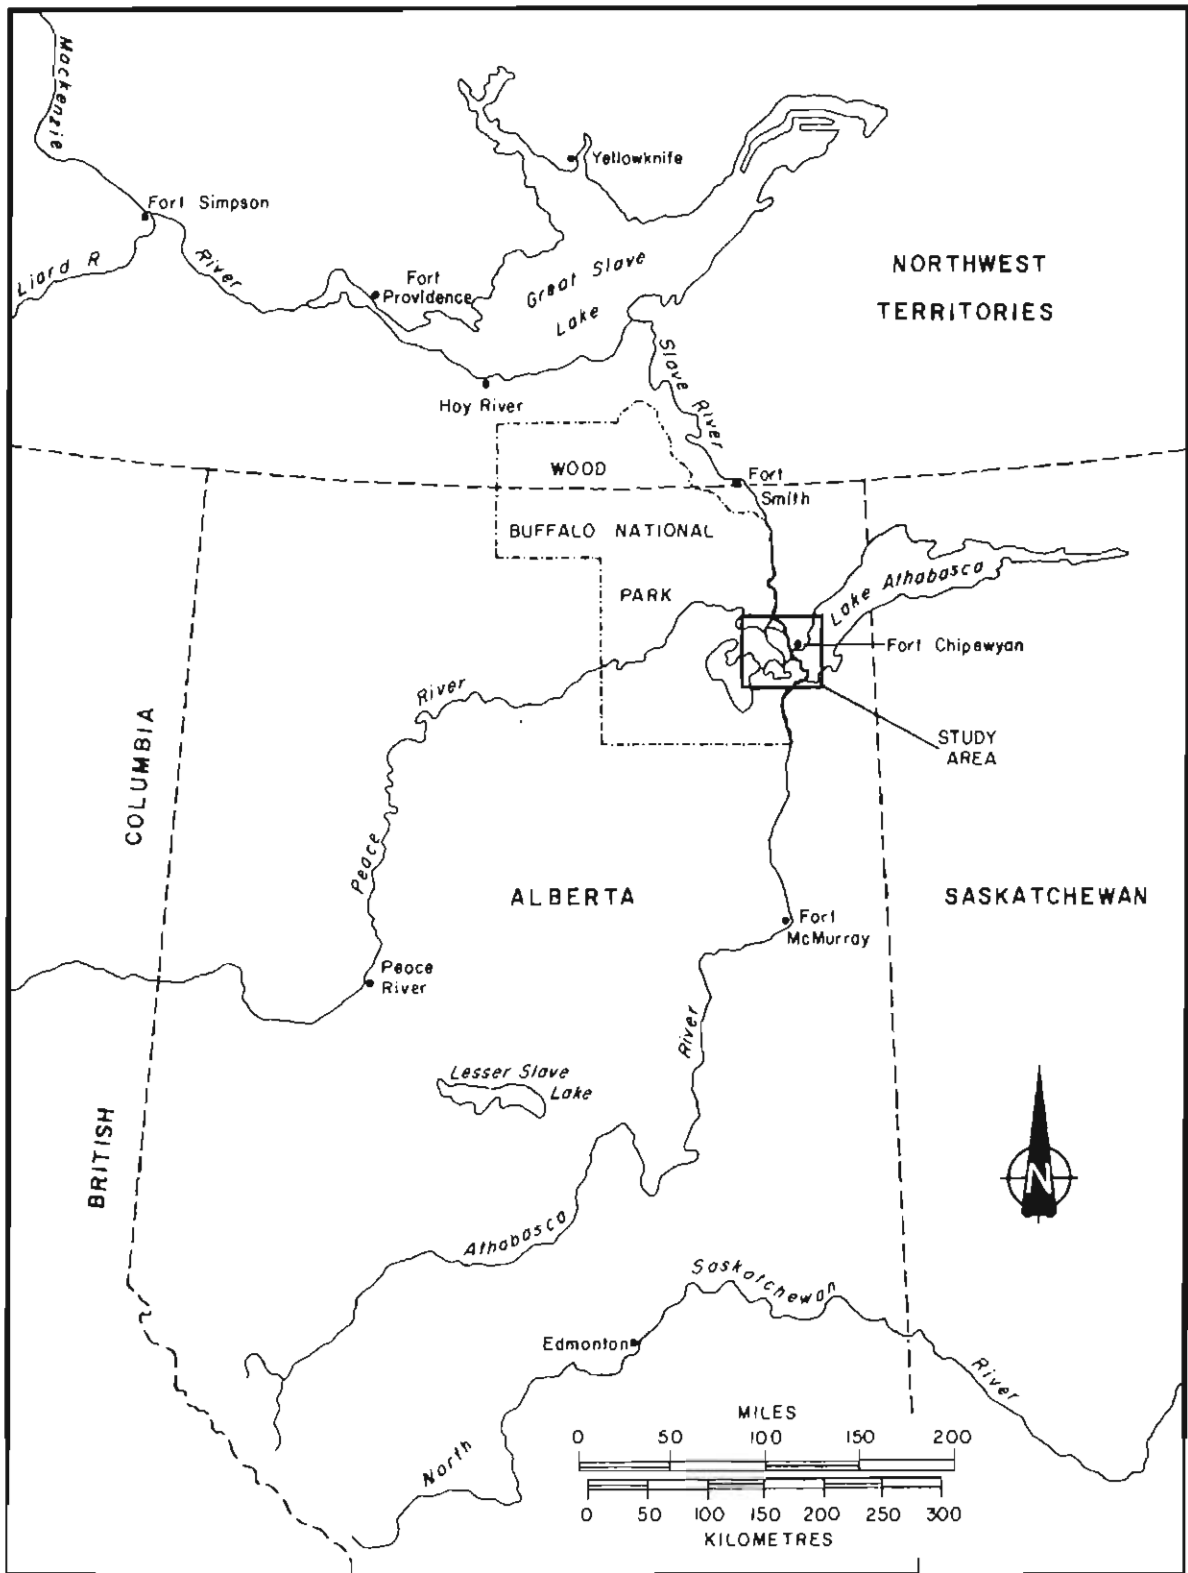 Mackenzie
Yellowknife
Fort Simpson
River
Liard R
Fort
Providence
Great Slave
Lake
NORTHWEST
TERRITORIES
Slave River
Hoy River
WOOD
Fort
Smith
BUFFALO NATIONAL
PARK
Lake Athabasca
Fort Chipewyan
River
STUDY
AREA
COLUMBIA
Peace
ALBERTA
SASKATCHEWAN
Fort
McMurray
Peace
River
River
Lesser Slave
Lake
BRITISH
N
Athabasca
Saskatchewan
Edmonton
River
North
MILES
0 50 100 150 200
0 50 100 150 200 250 300
KILOMETRES